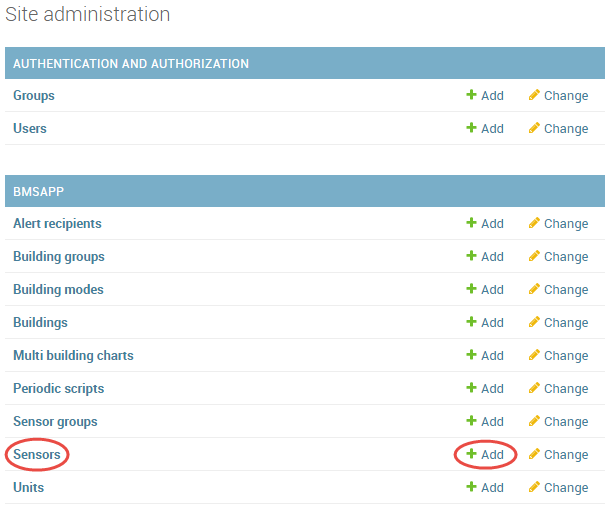 Site administration
AUTHENTICATION AND AUTHORIZATION
Groups Add Change
Users Add Change
BMSAPP
Alert recipients Add Change
Building groups Add Change
Building modes Add Change
Buildings Add Change
Multi building charts Add Change
Periodic scripts Add Change
Sensor groups Add Change
Sensors Add Change
Units Add Change